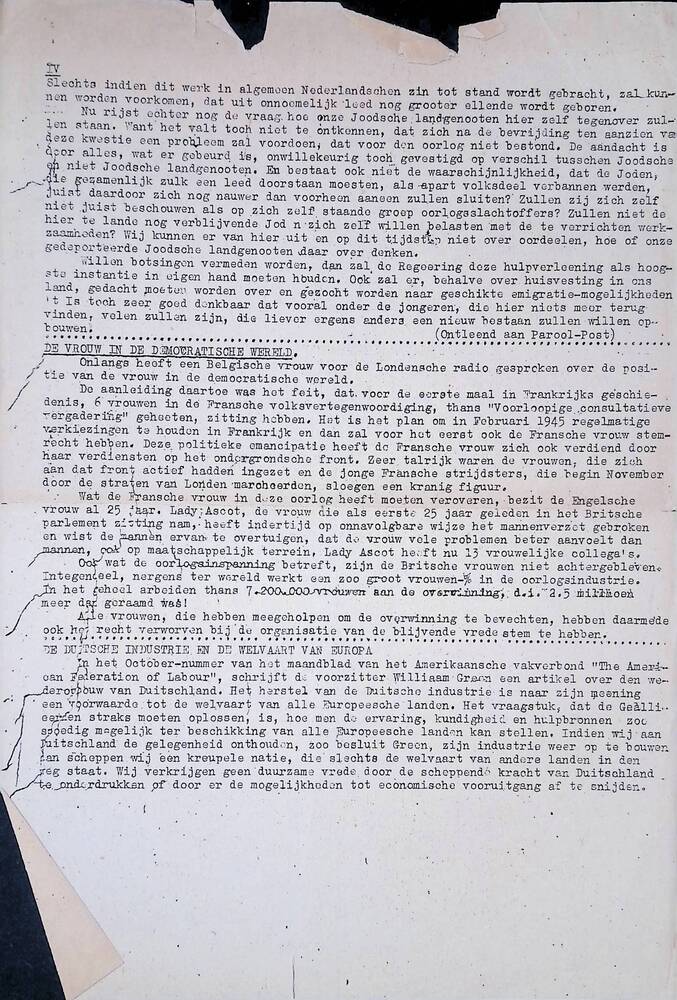 IV
Slechts indien dit werk in algemeen Nederlandschen zin tot stand wordt gebracht, zal kun-
nen worden voorkomen, dat uit onnoemelijk leed nog grooter ellende wordt geboren.
Nu rijst echter nog de vraag hoe onze Joodsche landgenooten hier zelf tegenover zul-
len staan. Want het valt toch niet te ontkennen, dat zich na de bevrijding ten aanzien van
deze kwestie een probleem zal voordoen, dat voor den oorlog niet bestond. De aandacht is
door alles, wat er gebeurd is, onwillekeurig toch gevestigd op verschil tusschen Joodsche
en niet Joodsche landgenooten. En bestaat ook niet de waarschijnlijkheid, dat de Joden,
die gezamenlijk zulk een leed doorstaan moesten, als apart volksdeel verbannen werden,
juist daardoor zich nog nauwer dan voorheen aaneen zullen sluiten? Zullen zij zich zelf
niet juist beschouwen als op zich zelf staande groep oorlogsslachtoffers? Zullen niet de
hier te lande nog verblijvende Jod n zich zelf willen belasten met de te verrichten werk-
zaamheden? Wij kunnen er van hier uit en op dit tijdstip niet over oordeelen, hoe of onze
gedeporteerde Joodsche landgenooten daar over denken.
Willen botsingen vermeden worden, dan zal de Regeering deze hulpverleening als hoog-
ste instantie in eigen hand moeten houden. Ook zal er, behalve over huisvesting in ons
land, gedacht moeten worden over en gezocht worden naar geschikte emigratie-mogelijkheden
't Is toch zeer goed denkbaar dat vooral onder de jongeren, die hier niets meer terug
vinden, velen zullen zijn, die liever ergens anders een nieuw bestaan zullen willen op-
bouwen. (Ontleend aan Parool-Post)
DE VROUW IN DE DEMOCRATISCHE WERELD.
Onlangs heeft een Belgische vrouw voor de Londensche radio gesproken over de posi-
tie van de vrouw in de democratische wereld.
De aanleiding daartoe was het feit, dat voor de eerste maal in Frankrijks geschie-
denis, 6 vrouwen in de Fransche volksvertegenwoordiging, thans "Voorloopige consultatieve
vergadering" geheeten, zitting hebben. Het is het plan om in Februari 1945 regelmatige
verkiezingen te houden in Frankrijk en dan zal voor het eerst ook de Fransche vrouw stem-
recht hebben. Deze politieke emancipatie heeft de Fransche vrouw zich ook verdiend door
haar verdiensten op het ondergrondsche front. Zeer talrijk waren de vrouwen, die zich
aan dat front actief hadden ingezet en de jonge Fransche strijdsters, die begin November
door de straten van Londen marcheerden, sloegen een kranig figuur.
Wat de Fransche vrouw in deze oorlog heeft moeten veroveren, bezit de Engelsche
vrouw al 25 jaar. Lady Ascot, de vrouw die als eerste 25 jaar geleden in het Britsche
parlement zitting nam, heeft indertijd op onnavolgbare wijze het mannenverzet gebroken
en wist de mannen ervan te overtuigen, dat de vrouw vele problemen beter aanvoelt dan
mannen, ook op maatschappelijk terrein, Lady Ascot heeft nu 13 vrouwelijke collega's.
Ook wat de oorlogsinspanning betreft, zijn de Britsche vrouwen niet achtergebleven.
Integendeel, nergens ter wereld werkt een zoo groot vrouwen-% in de oorlogsindustrie.
In het geheel arbeiden thans 7.200.000 vrouwen aan de overwinning, d.i. 2.5 millioen
meer dan geraamd was!
Alle vrouwen, die hebben meegeholpen om de overwinning te bevechten, hebben daarmede
ook het recht verworven bij de organisatie van de blijvende vrede stem te hebben.
DE DUITSCHE INDUSTRIE EN DE WELVAART VAN EUROPA
In het October-nummer van het maandblad van het Amerikaansche vakverbond "The Ameri-
can Federation of Labour", schrijft de voorzitter Williaam Green een artikel over den we-
deropbouw van Duitschland. Het herstel van de Duitsche industrie is naar zijn meening
een voorwaarde tot de welvaart van alle Europeesche landen. Het vraagstuk, dat de Geälli-
eerden straks moeten oplossen, is, hoe men de ervaring, kundigheid en hulpbronnen zoo
spoedig mogelijk ter beschikking van alle Europeesche landen kan stellen. Indien wij aan
Duitschland de gelegenheid onthouden, zoo besluit Green, zijn industrie weer op te bouwen
dan scheppen wij een kreupele natie, die slechts de welvaart van andere landen in den
weg staat. Wij verkrijgen geen duurzame vrede door de scheppende kracht van Duitschland
te onderdrukken of door er de mogelijkheden tot economische vooruitgang af te snijden.